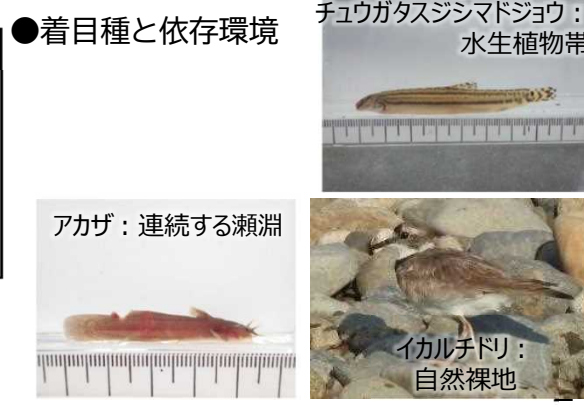 ●着目種と依存環境
チュウガタスジシマドジョウ：
水生植物帯
アカザ：連続する瀬淵
イカルチドリ：
自然裸地